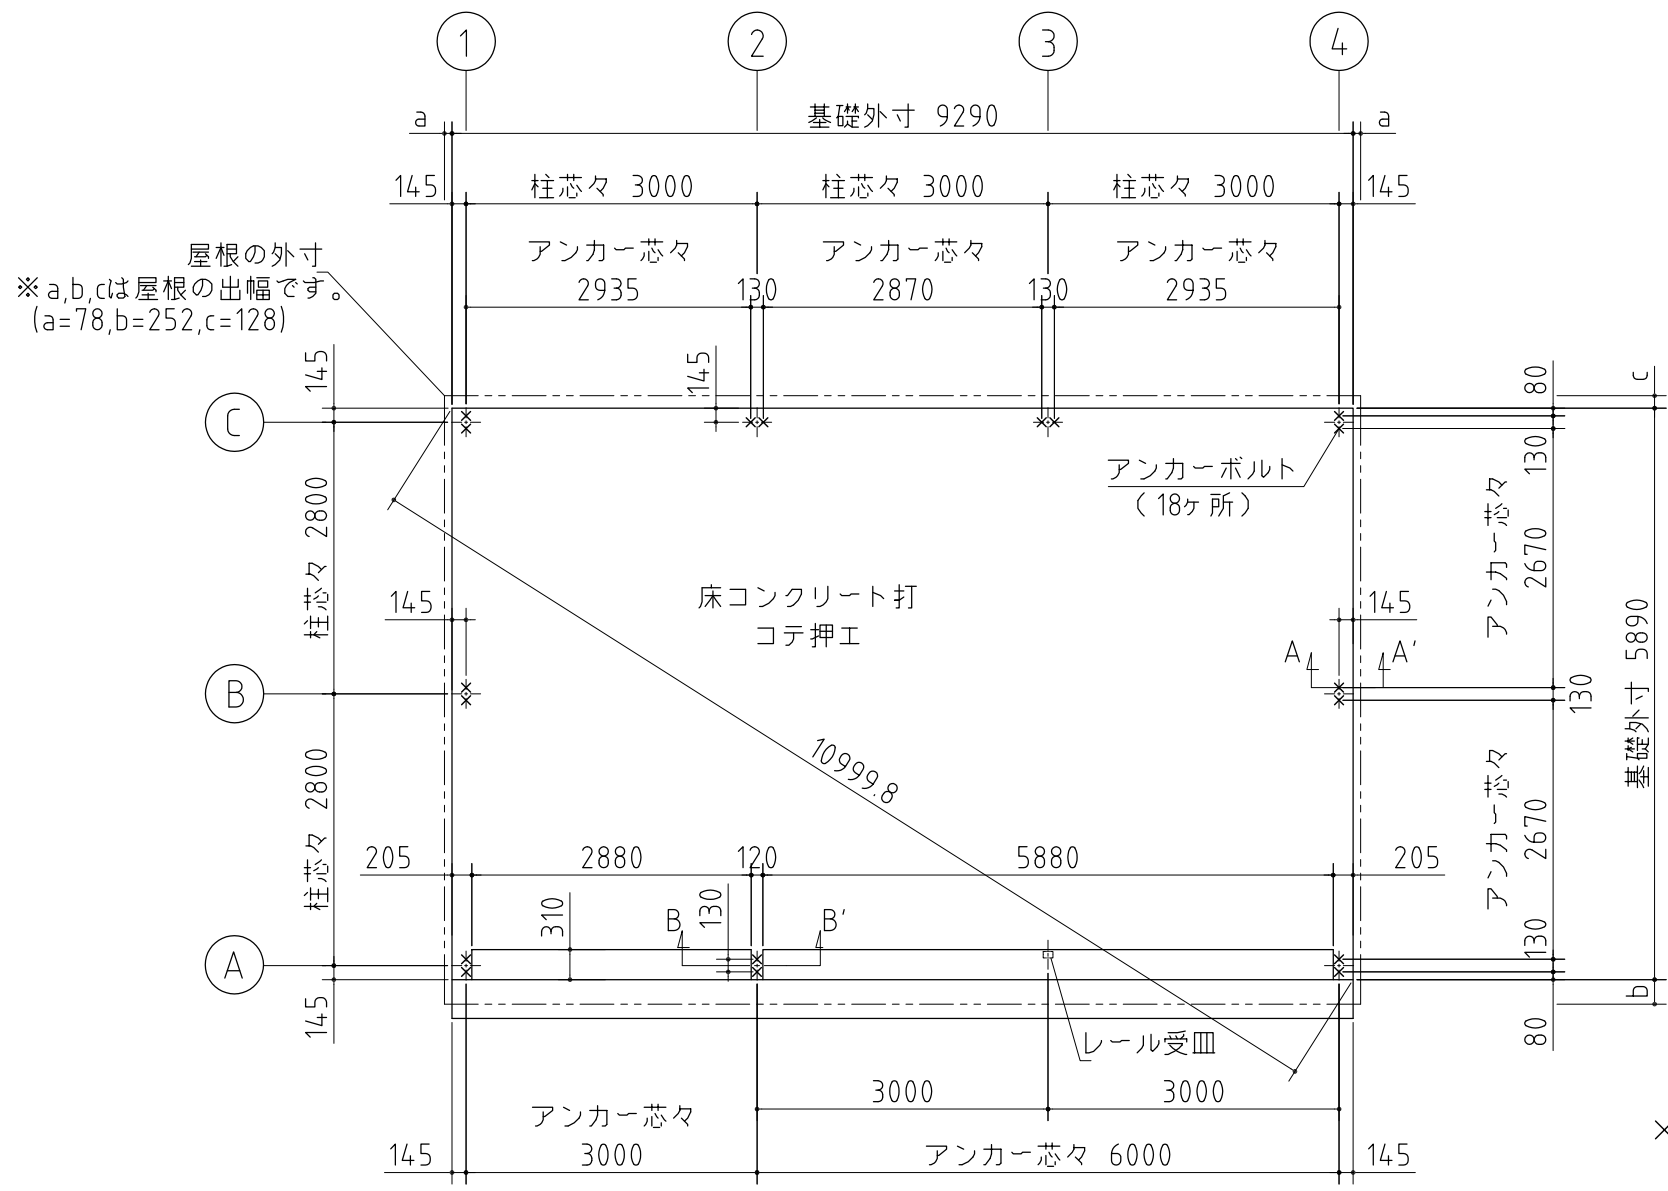 1
2
3
4
a
基礎外寸 9290
a
145
柱芯々 3000
柱芯々 3000
柱芯々 3000
145
屋根の外寸
※a,b,cは屋根の出幅です。
(a=78,b=252,c=128)
アンカー芯々
アンカー芯々
アンカー芯々
2935
130
2870
130
2935
145
145
80
c
C
アンカーボルト
(18ヶ所)
130
柱芯々 2800
アンカー芯々 2670
床コンクリート打
コテ押エ
145
145
A
A'
B
130
基礎外寸 5890
10999.8
柱芯々 2800
アンカー芯々 2670
205
2880
120
5880
205
310
B
130
B'
130
A
145
b
80
レール受皿
3000
3000
アンカー芯々
145
3000
アンカー芯々 6000
145